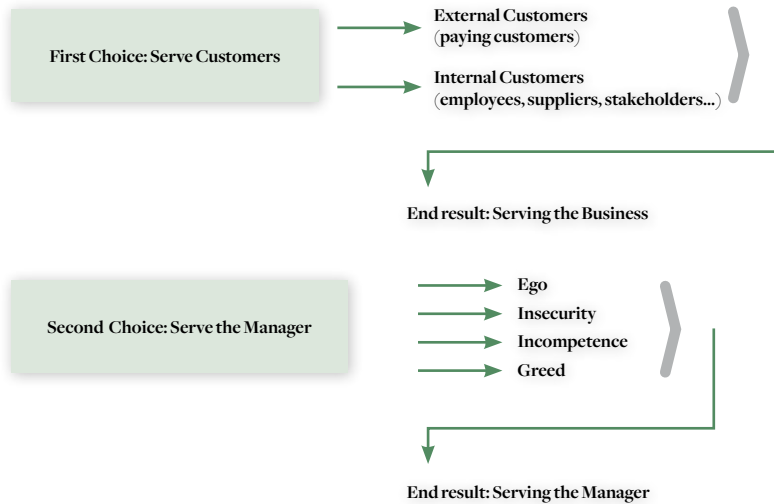 First Choice: Serve Customers
External Customers
(paying customers)
Internal Customers
(employees, suppliers, stakeholders...)
End result: Serving the Business
Second Choice: Serve the Manager
Ego
Insecurity
Incompetence
Greed
End result: Serving the Manager